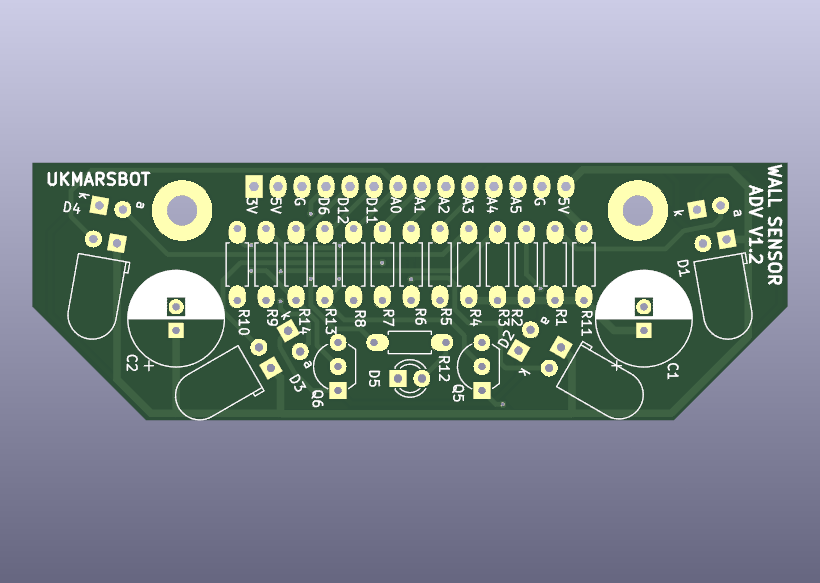 UKMARSBOT
WALL SENSOR
ADV V1.2
k
D4
a
3V
5V
G
D6
D12
D11
A0
A1
A2
A3
A4
A5
G
5V
k
a
D1
R10
R9
R14
R13
R8
R7
R6
R5
R4
R3
R2
R1
R11
k
a
D3
C2 +
Q6
D5
R12
Q5
D2
a
k
+
C1